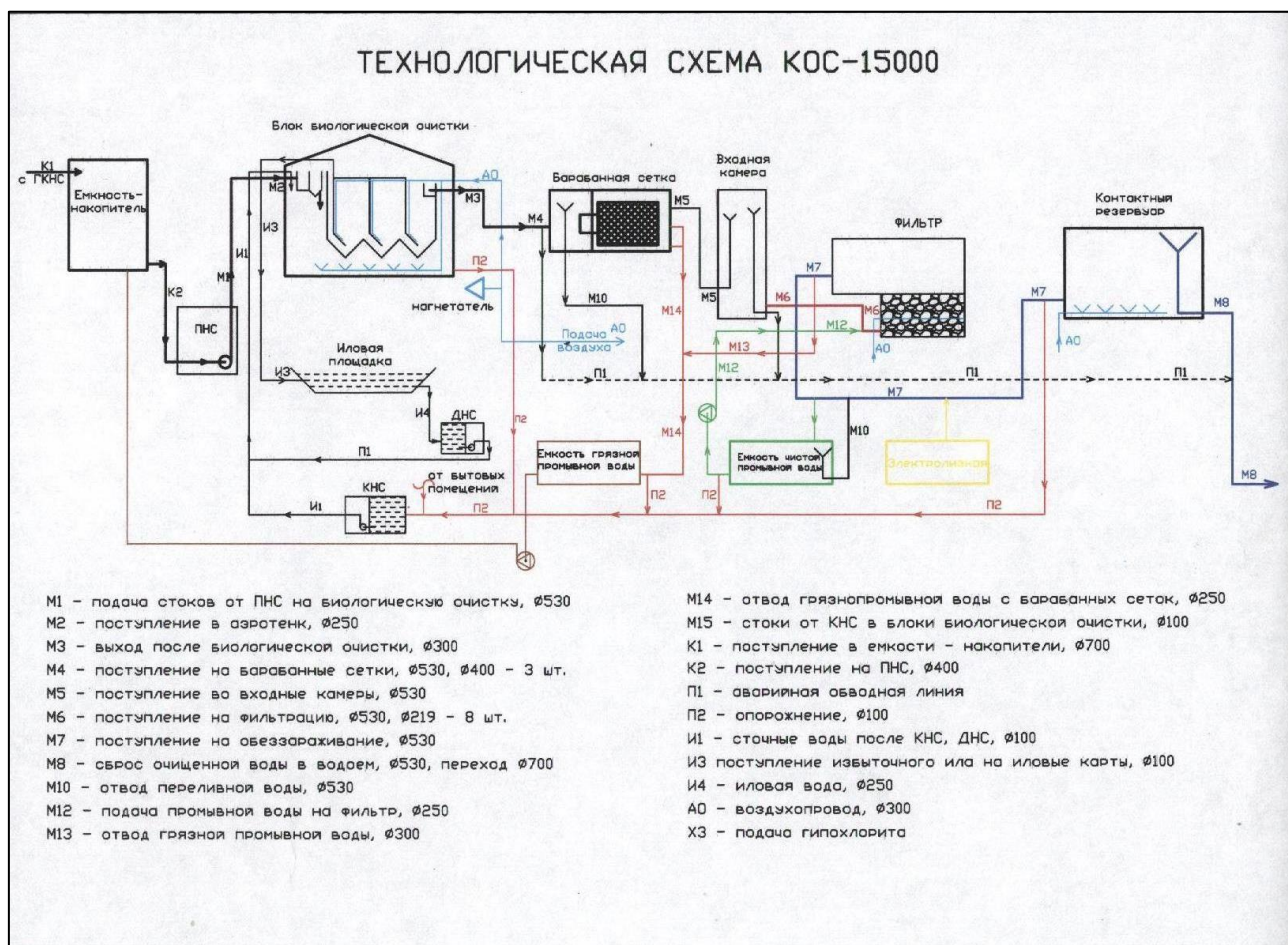 ТЕХНОЛОГИЧЕСКАЯ СХЕМА КОС-15000
Блок биологической очистки
К1
с ГКНС
Емкость-
накопитель
М2
АО
М3
Барабанная сетка
М5
Входная
камера
Контактный
резервуар
ФИЛЬТР
И1
И3
М1
К2
ПНС
П2
нагнетатель
М4
М10
М14
М5
М7
М6
М6
М12
М7
М8
Подача
воздуха
АО
М13
М12
АО
АО
Иловая
площадка
И3
И4
ДНС
П2
П1
П1
П1
П1
М7
М14
М10
П1
от бытовых
помещений
КНС
И1
П2
Емкость грязной
промывной воды
П2
Емкость чистой
промывной воды
П2
Электролизная
П2
М8
М1 - подача стоков от ПНС на биологическую очистку, Ø530
М2 - поступление в аэротенк, Ø250
М3 - выход после биологической очистки, Ø300
М4 - поступление на барабанные сетки, Ø530, Ø400 - 3 шт.
М5 - поступление во входные камеры, Ø530
М6 - поступление на фильтрацию, Ø530, Ø219 - 8 шт.
М7 - поступление на обеззараживание, Ø530
М8 - сброс очищенной воды в водоем, Ø530, переход Ø700
М10 - отвод переливной воды, Ø530
М12 - подача промывной воды на фильтр, Ø250
М13 - отвод грязной промывной воды, Ø300
М14 - отвод грязнопромывной воды с барабанных сеток, Ø250
М15 - стоки от КНС в блоки биологической очистки, Ø100
К1 - поступление в емкости - накопители, Ø700
К2 - поступление на ПНС, Ø400
П1 - аварийная обводная линия
П2 - опорожнение, Ø100
И1 - сточные воды после КНС, ДНС, Ø100
И3 поступление избыточного ила на иловые карты, Ø100
И4 - иловая вода, Ø250
АО - воздухопровод, Ø300
Х3 - подача гипохлорита